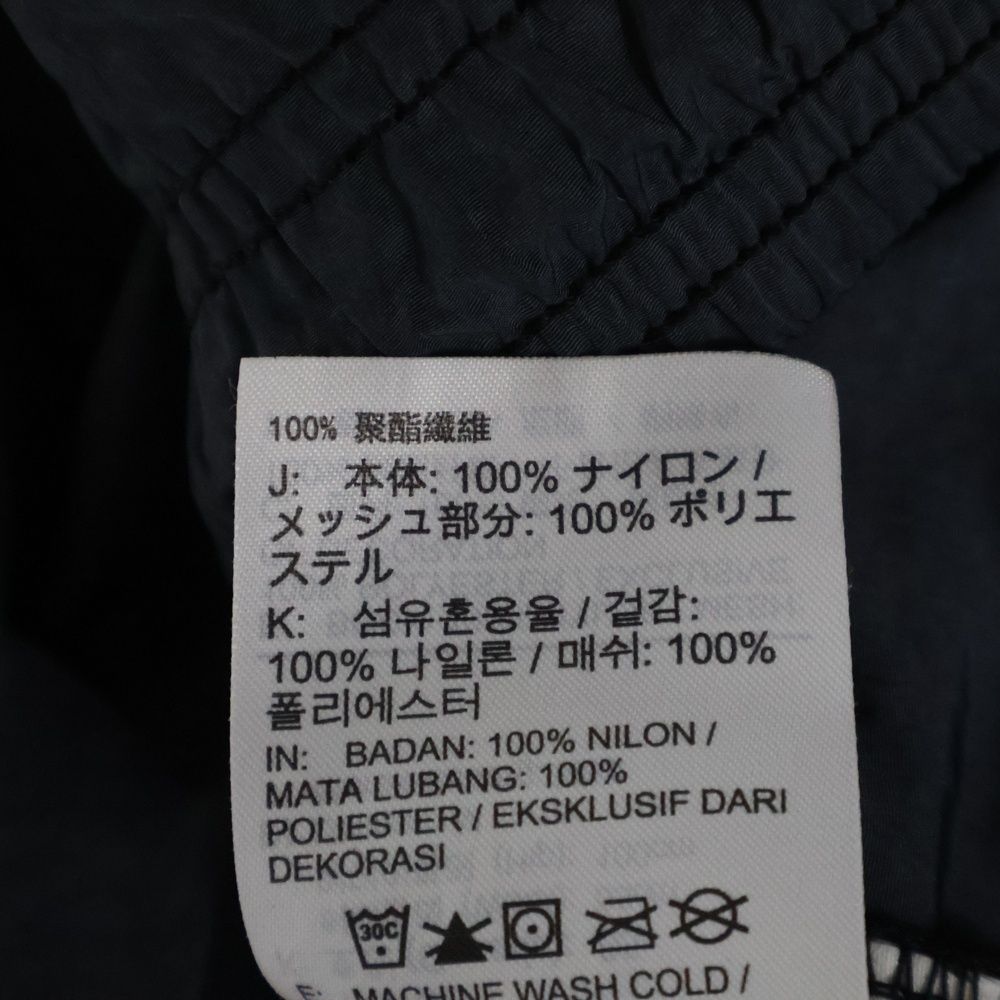 100% 聚酯纖維
J: 本体: 100% ナイロン /
メッシュ部分: 100% ポリエ
ステル
K: 섬유혼용율 / 겉감:
100% 나일론 / 매쉬: 100%
폴리에스터
IN: BADAN: 100% NILON /
MATA LUBANG: 100%
POLIESTER / EKSKLUSIF DARI
DEKORASI
30C
E: MACHINE WASH COLD /